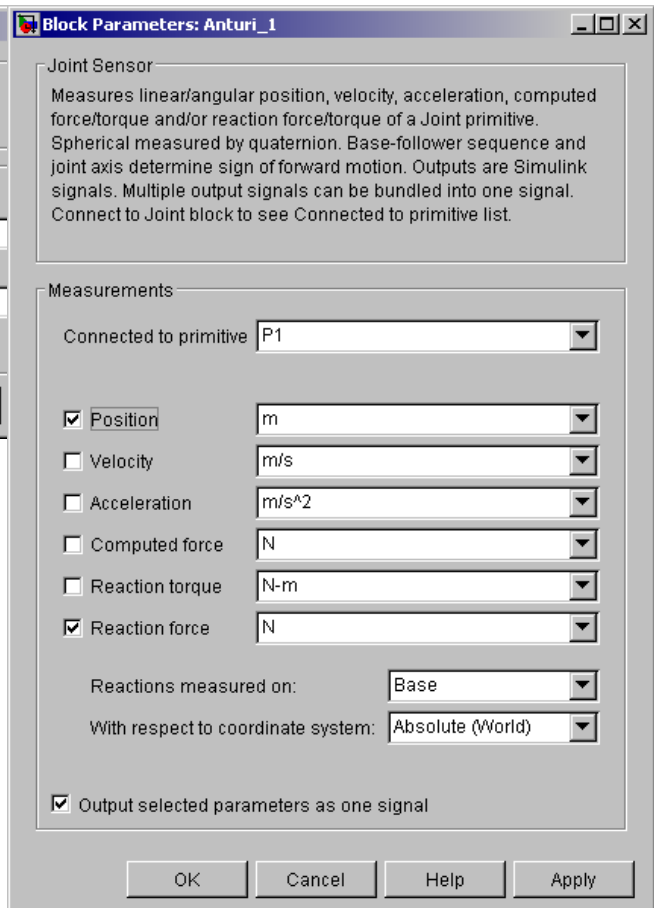 Block Parameters: Anturi_1
Joint Sensor
Measures linear/angular position, velocity, acceleration, computed
force/torque and/or reaction force/torque of a Joint primitive.
Spherical measured by quaternion. Base-follower sequence and
joint axis determine sign of forward motion. Outputs are Simulink
signals. Multiple output signals can be bundled into one signal.
Connect to Joint block to see Connected to primitive list.
Measurements
Connected to primitive P1
Position m
Velocity m/s
Acceleration m/s^2
Computed force N
Reaction torque N-m
Reaction force N
Reactions measured on: Base
With respect to coordinate system: Absolute (World)
Output selected parameters as one signal
OK Cancel Help Apply